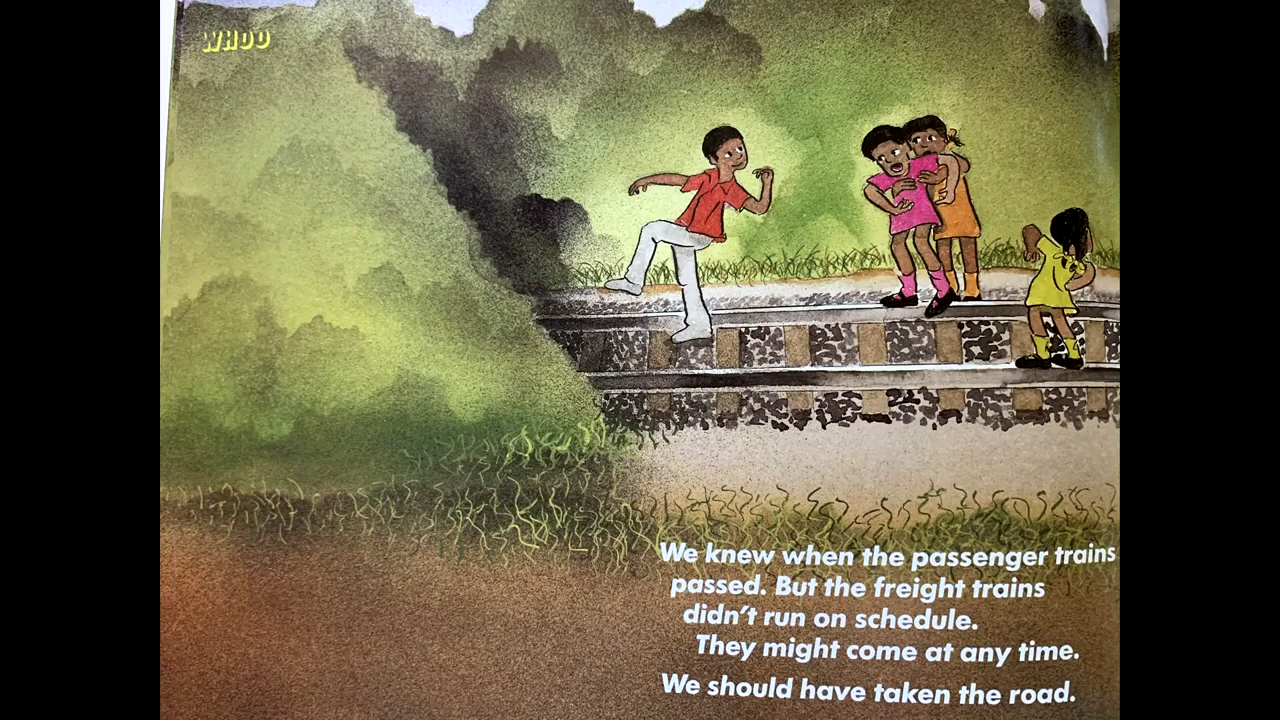 WHOO
We knew when the passenger trains
passed. But the freight trains
didn't run on schedule.
They might come at any time.
We should have taken the road.